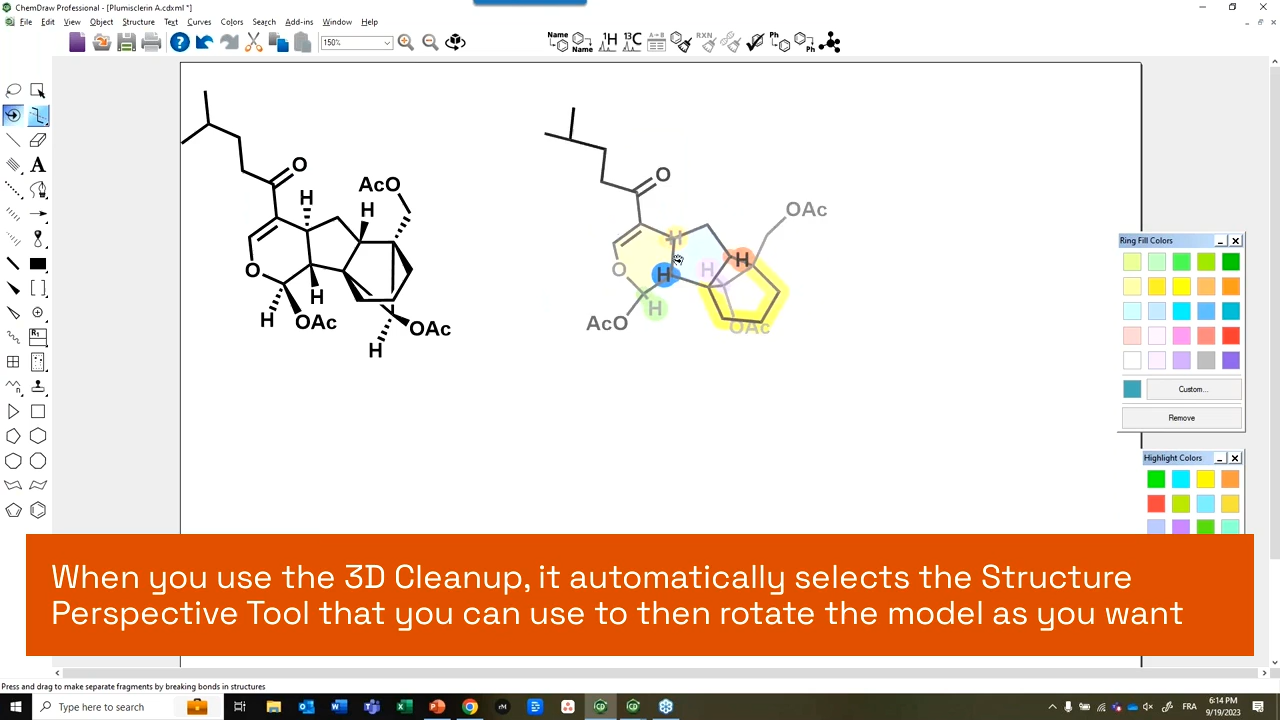 ChemDraw Professional - [Plumisclerin A.cdxml *]
File Edit View Object Structure Text Curves Colors Search Add-ins Window Help
150%
Name
Name
1H
13C
A=B
RXN
Ph
Ph
AcO
H
H
O
O
H
H
OAc
OAc
H
O
OAc
H
H
H
H
O
H
AcO
OAc
A
R1
Ring Fill Colors
Custom...
Remove
Highlight Colors
When you use the 3D Cleanup, it automatically selects the Structure
Perspective Tool that you can use to then rotate the model as you want
Press and drag to make separate fragments by breaking bonds in structures
Type here to search
FRA
6:14 PM
9/19/2023